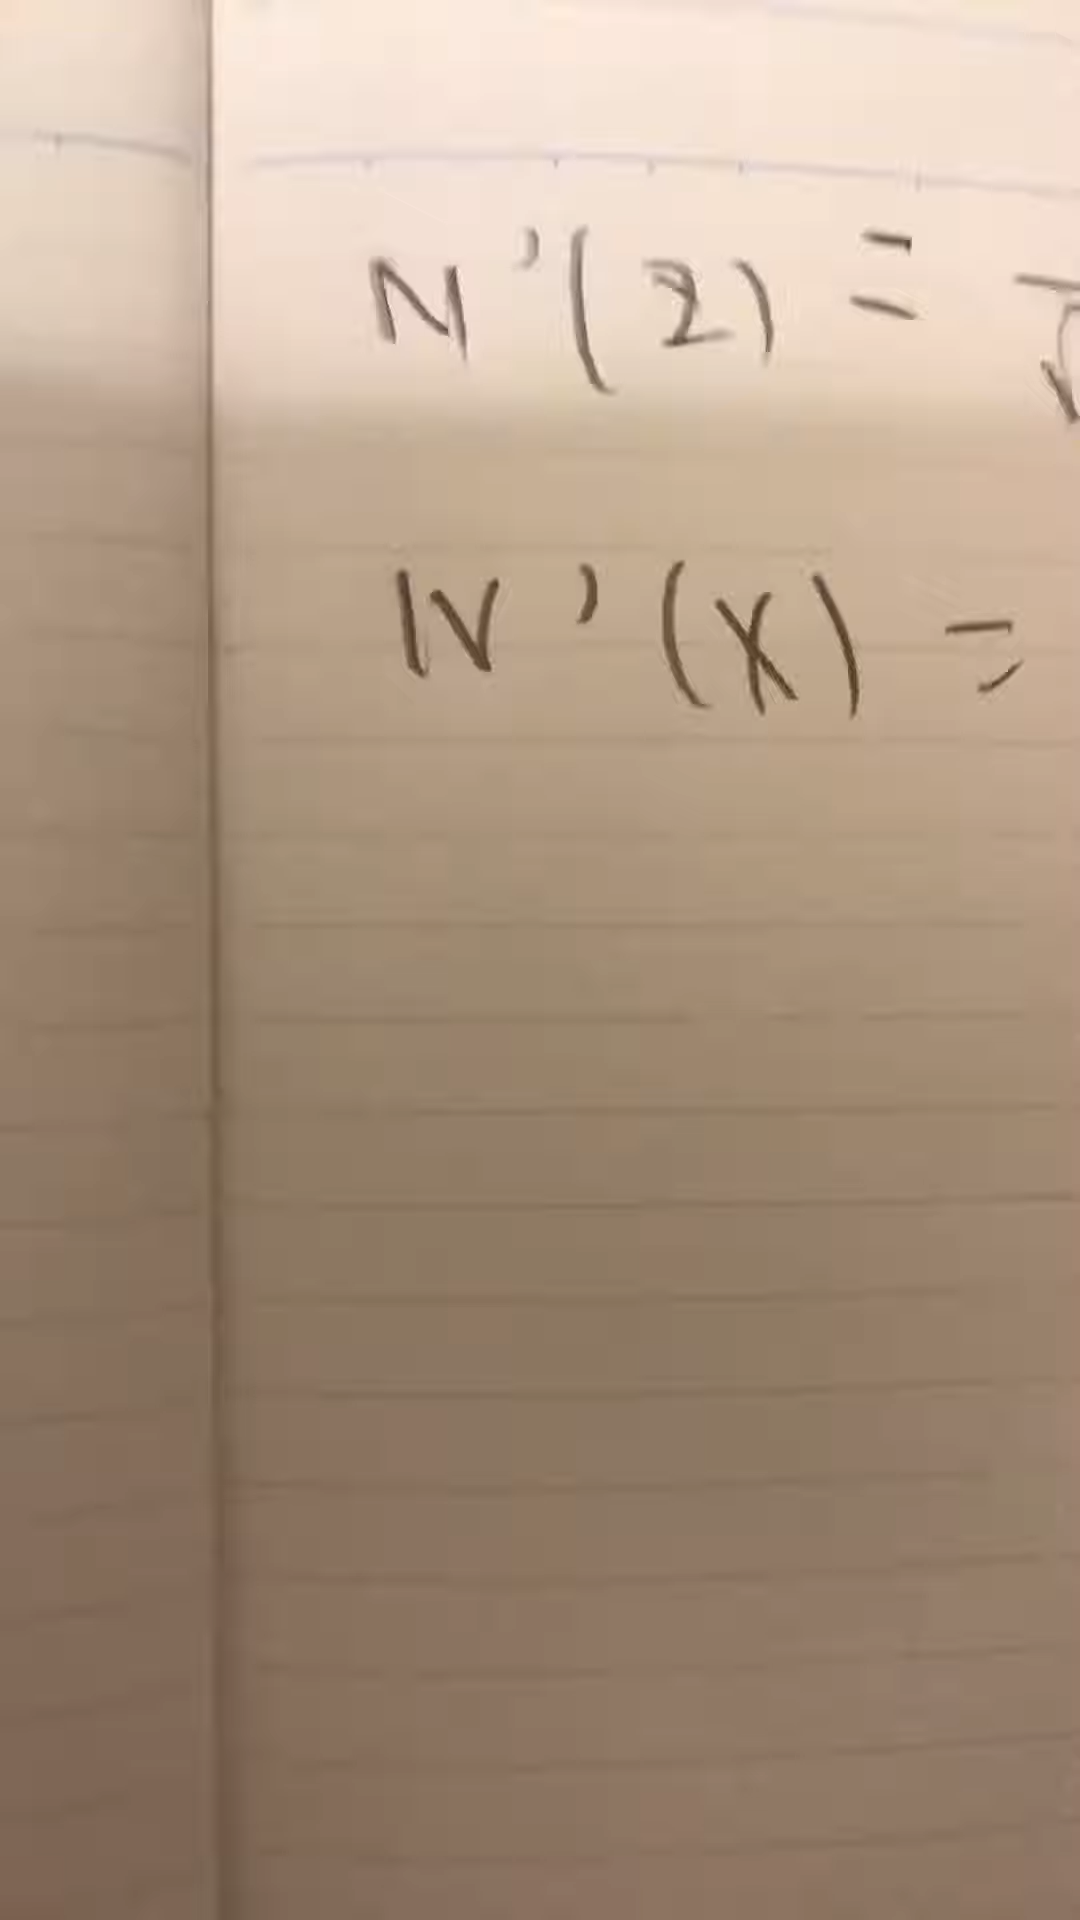 N'(2) =
N'(x) =